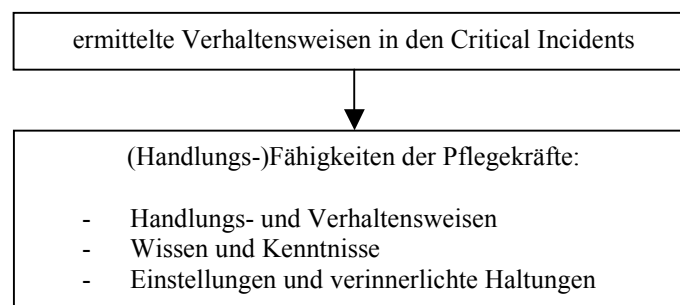 ermittelte Verhaltensweisen in den Critical Incidents
(Handlungs-)Fähigkeiten der Pflegekräfte:
- Handlungs- und Verhaltensweisen
- Wissen und Kenntnisse
- Einstellungen und verinnerlichte Haltungen